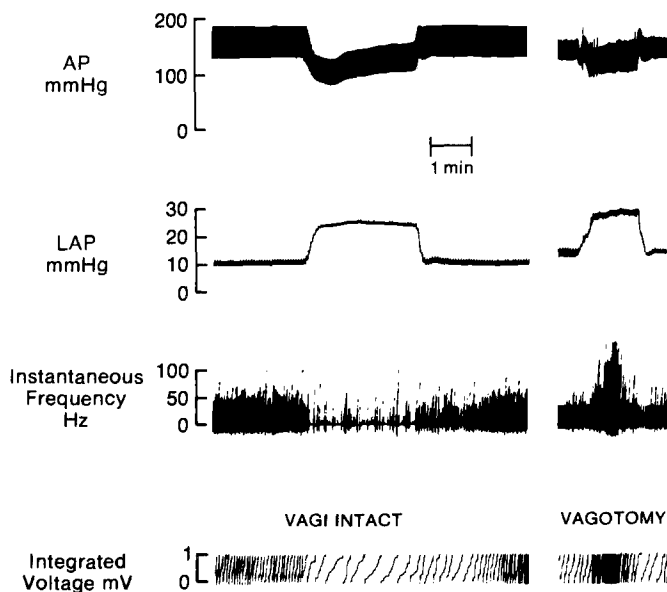 AP
mmHg
200
100
0
1 min
LAP
mmHg
30
20
10
0
Instantaneous
Frequency
Hz
100
50
0
VAGI INTACT
VAGOTOMY
Integrated
Voltage mV
1
0